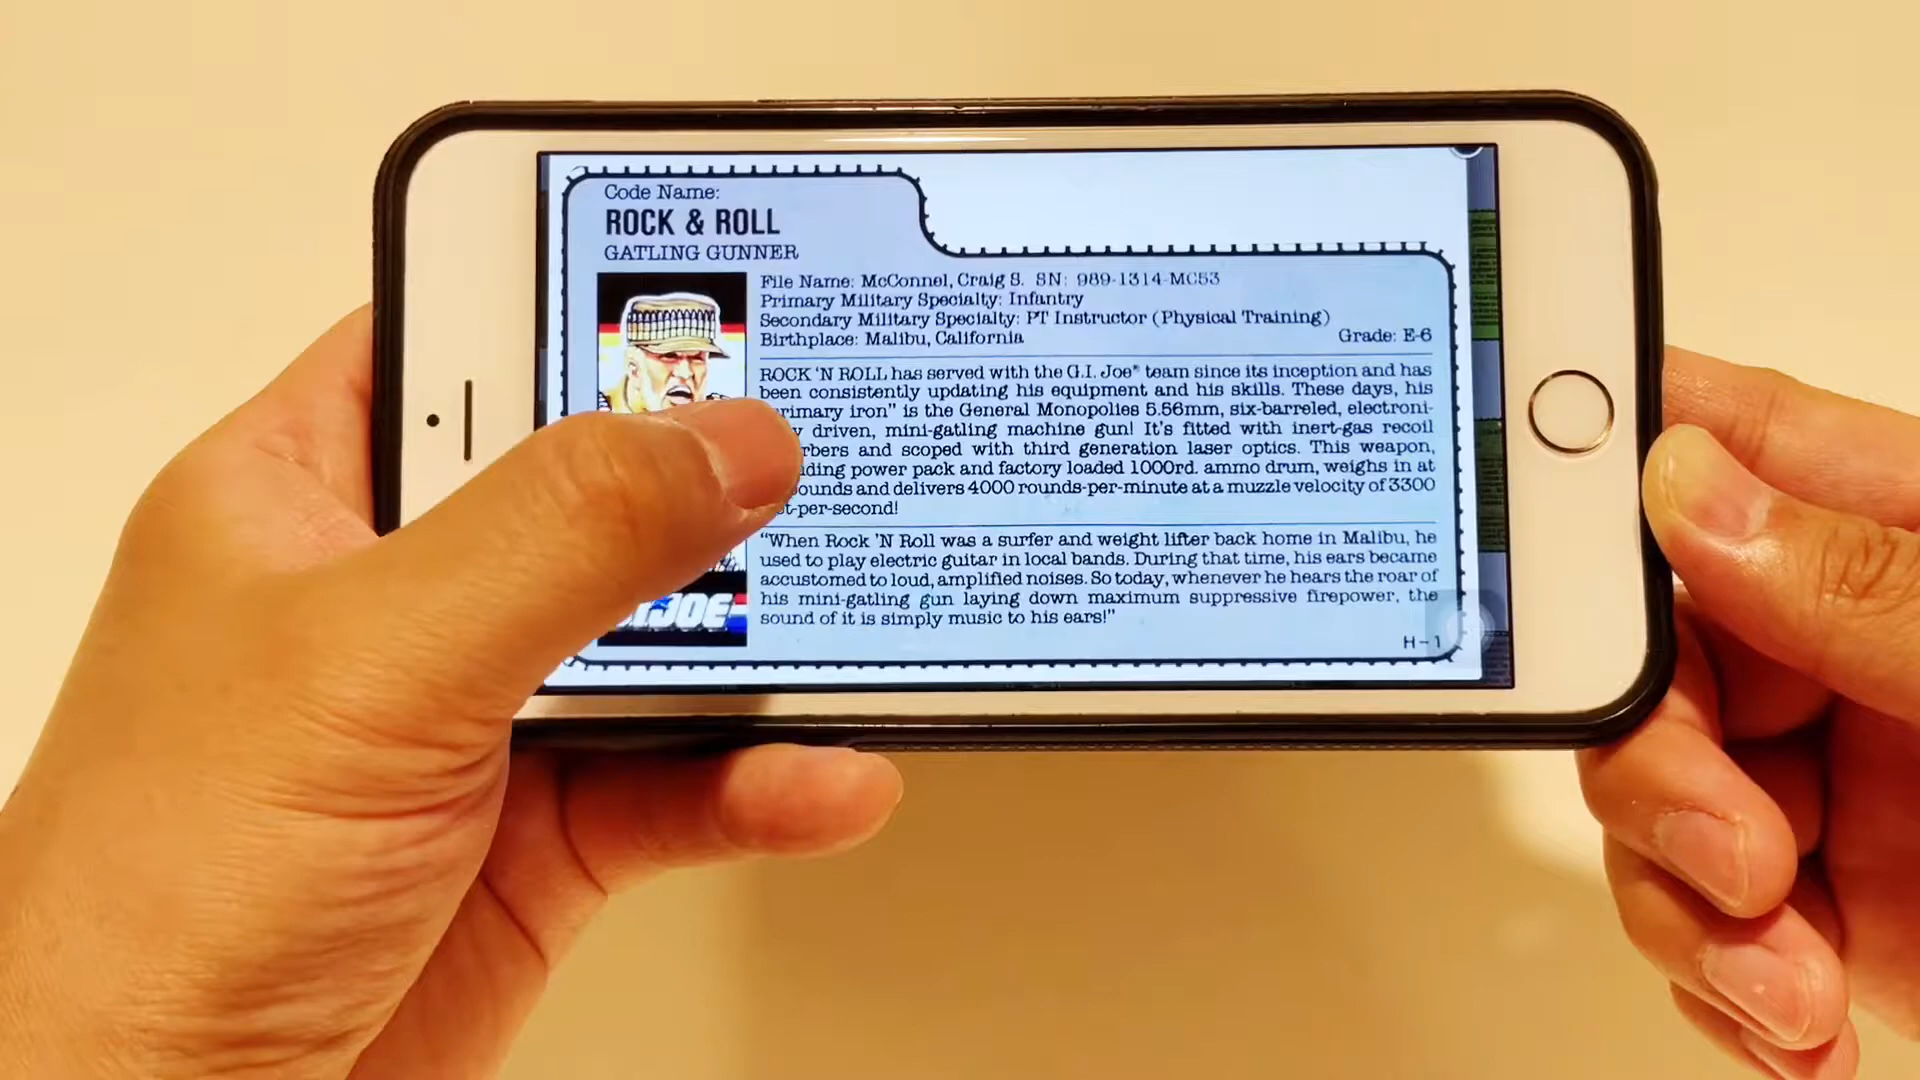 Code Name:
ROCK & ROLL
GATLING GUNNER
File Name: McConnel, Craig S. SN: 989-1314-MC53
Primary Military Specialty: Infantry
Secondary Military Specialty: PT Instructor (Physical Training)
Birthplace: Malibu, California Grade: E-6
ROCK 'N ROLL has served with the G.I. Joe® team since its inception and has
been consistently updating his equipment and his skills. These days, his
rimary iron" is the General Monopolies 5.56mm, six-barreled, electroni-
y driven, mini-gatling machine gun! It's fitted with inert-gas recoil
rbers and scoped with third generation laser optics. This weapon,
ding power pack and factory loaded 1000rd. ammo drum, weighs in at
ounds and delivers 4000 rounds-per-minute at a muzzle velocity of 3300
t-per-second!
"When Rock 'N Roll was a surfer and weight lifter back home in Malibu, he
used to play electric guitar in local bands. During that time, his ears became
accustomed to loud, amplified noises. So today, whenever he hears the roar of
his mini-gatling gun laying down maximum suppressive firepower, the
sound of it is simply music to his ears!"
JOE
H-1